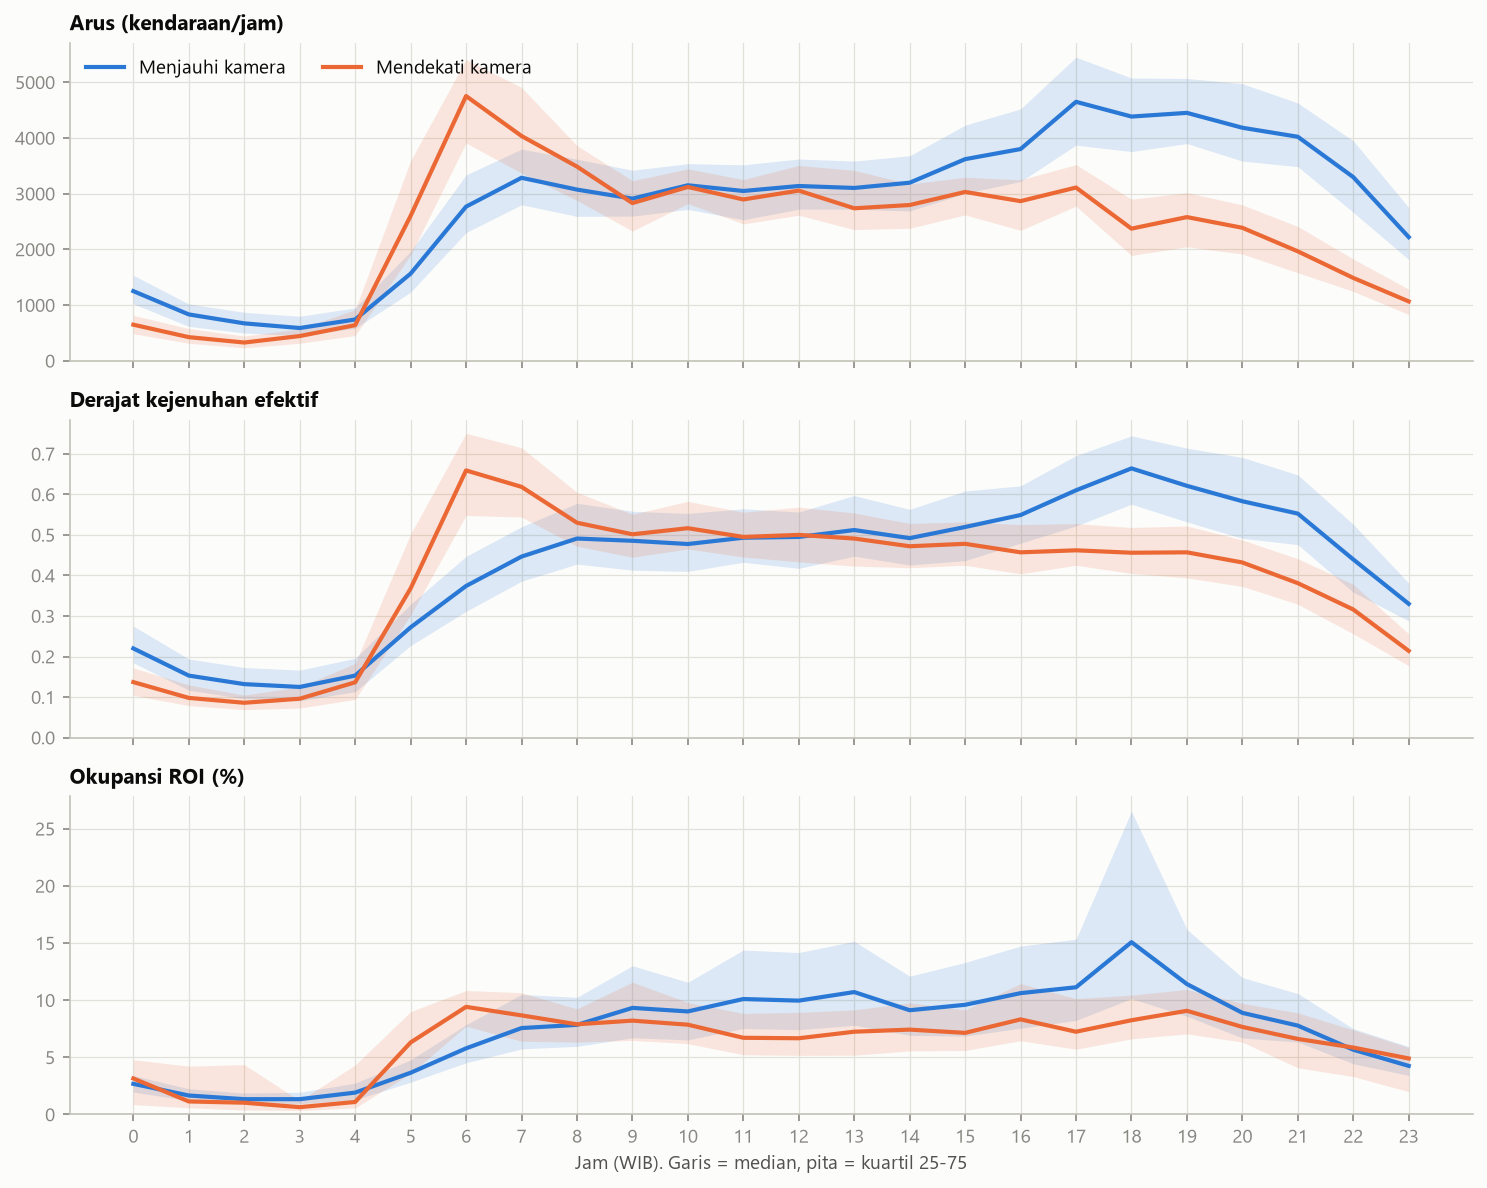 Arus (kendaraan/jam)
Menjauhi kamera
Mendekati kamera
5000
4000
3000
2000
1000
0
Derajat kejenuhan efektif
0.7
0.6
0.5
0.4
0.3
0.2
0.1
0.0
Okupansi ROI (%)
25
20
15
10
5
0
0 1 2 3 4 5 6 7 8 9 10 11 12 13 14 15 16 17 18 19 20 21 22 23
Jam (WIB). Garis = median, pita = kuartil 25-75